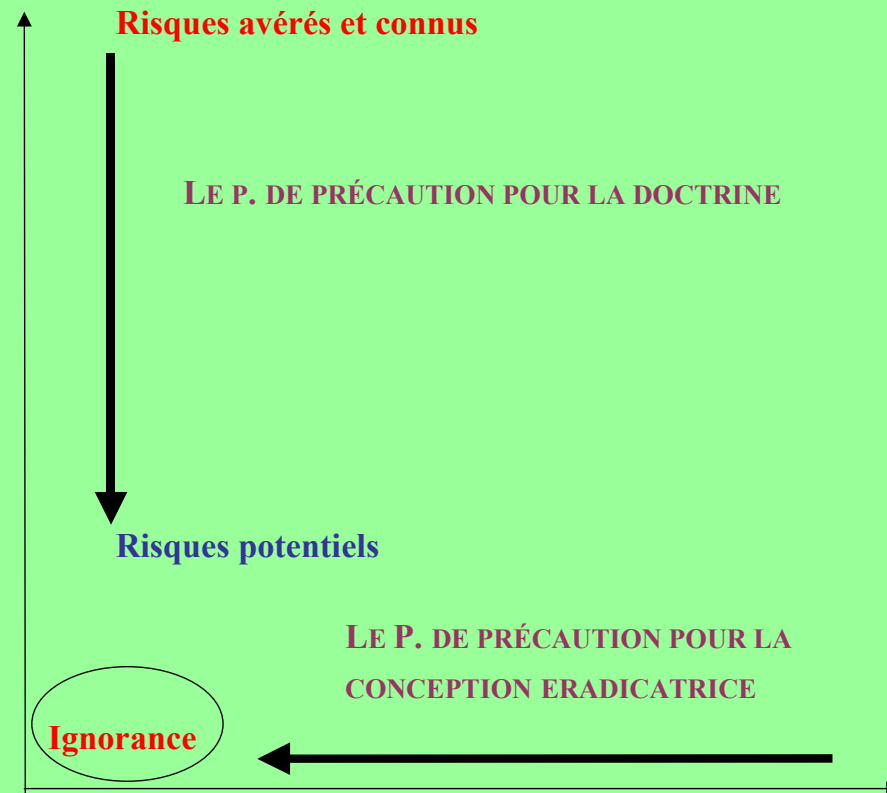 Risques avérés et connus
LE P. DE PRÉCAUTION POUR LA DOCTRINE
Risques potentiels
LE P. DE PRÉCAUTION POUR LA
CONCEPTION ERADICATRICE
Ignorance